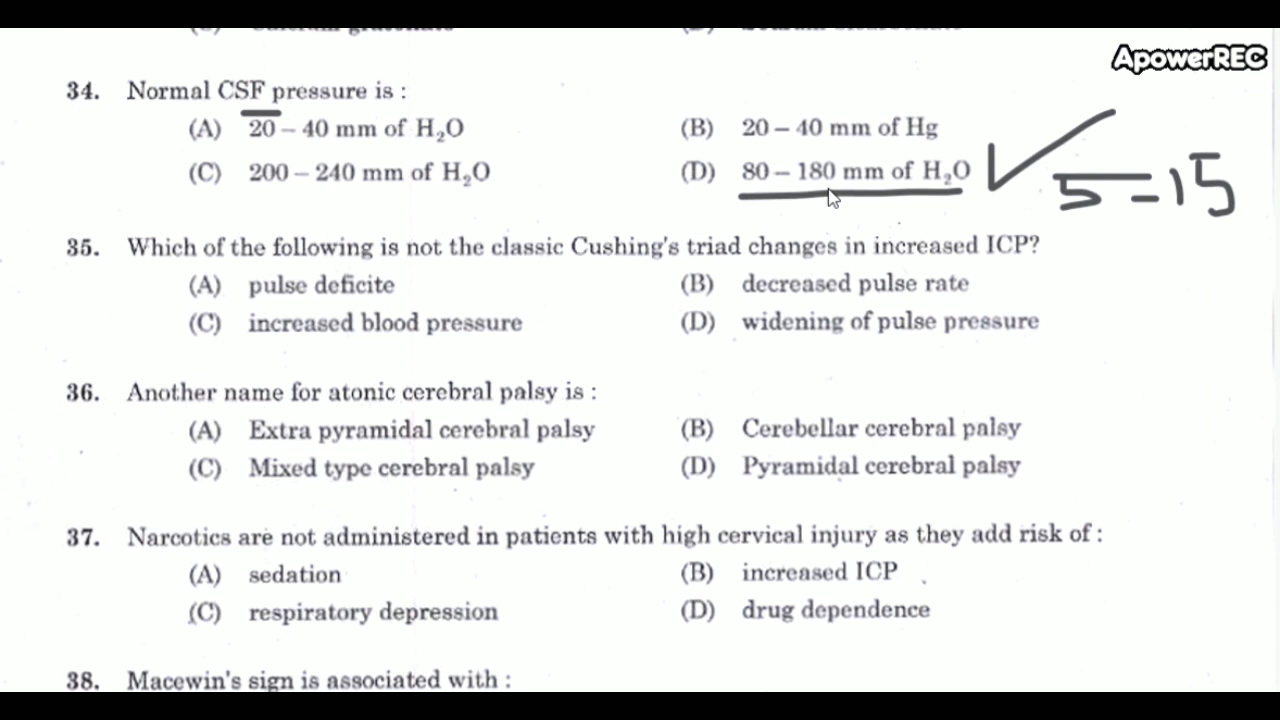 ApowerREC
34. Normal CSF pressure is :
(A) 20 – 40 mm of H₂O (B) 20 – 40 mm of Hg
(C) 200 – 240 mm of H₂O (D) 80 – 180 mm of H₂O
5 – 15
35. Which of the following is not the classic Cushing's triad changes in increased ICP?
(A) pulse deficite (B) decreased pulse rate
(C) increased blood pressure (D) widening of pulse pressure
36. Another name for atonic cerebral palsy is :
(A) Extra pyramidal cerebral palsy (B) Cerebellar cerebral palsy
(C) Mixed type cerebral palsy (D) Pyramidal cerebral palsy
37. Narcotics are not administered in patients with high cervical injury as they add risk of :
(A) sedation (B) increased ICP
(C) respiratory depression (D) drug dependence
38. Macewin's sign is associated with :